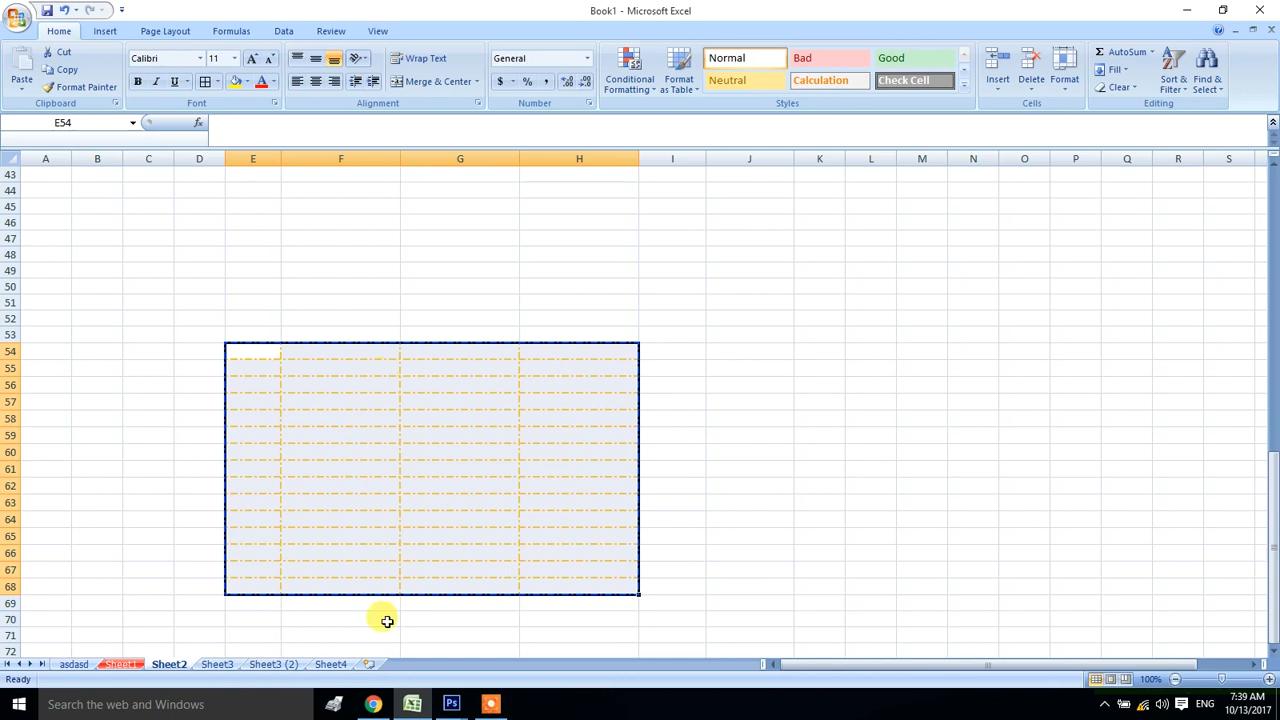 Book1 - Microsoft Excel
Home Insert Page Layout Formulas Data Review View
Paste
Cut
Copy
Format Painter
Clipboard
Calibri 11
B I U
Font
Wrap Text
Merge & Center
Alignment
General
$ % ,
Number
Conditional Formatting
Format as Table
Normal Bad Good
Neutral Calculation Check Cell
Styles
Insert Delete Format
Cells
AutoSum
Fill
Clear
Sort & Filter
Find & Select
Editing
E54
fx
A B C D E F G H I J K L M N O P Q R S
43
44
45
46
47
48
49
50
51
52
53
54
55
56
57
58
59
60
61
62
63
64
65
66
67
68
69
70
71
72
asdasd Sheet1 Sheet2 Sheet3 Sheet3 (2) Sheet4
Ready
100%
Search the web and Windows
ENG
7:39 AM
10/13/2017